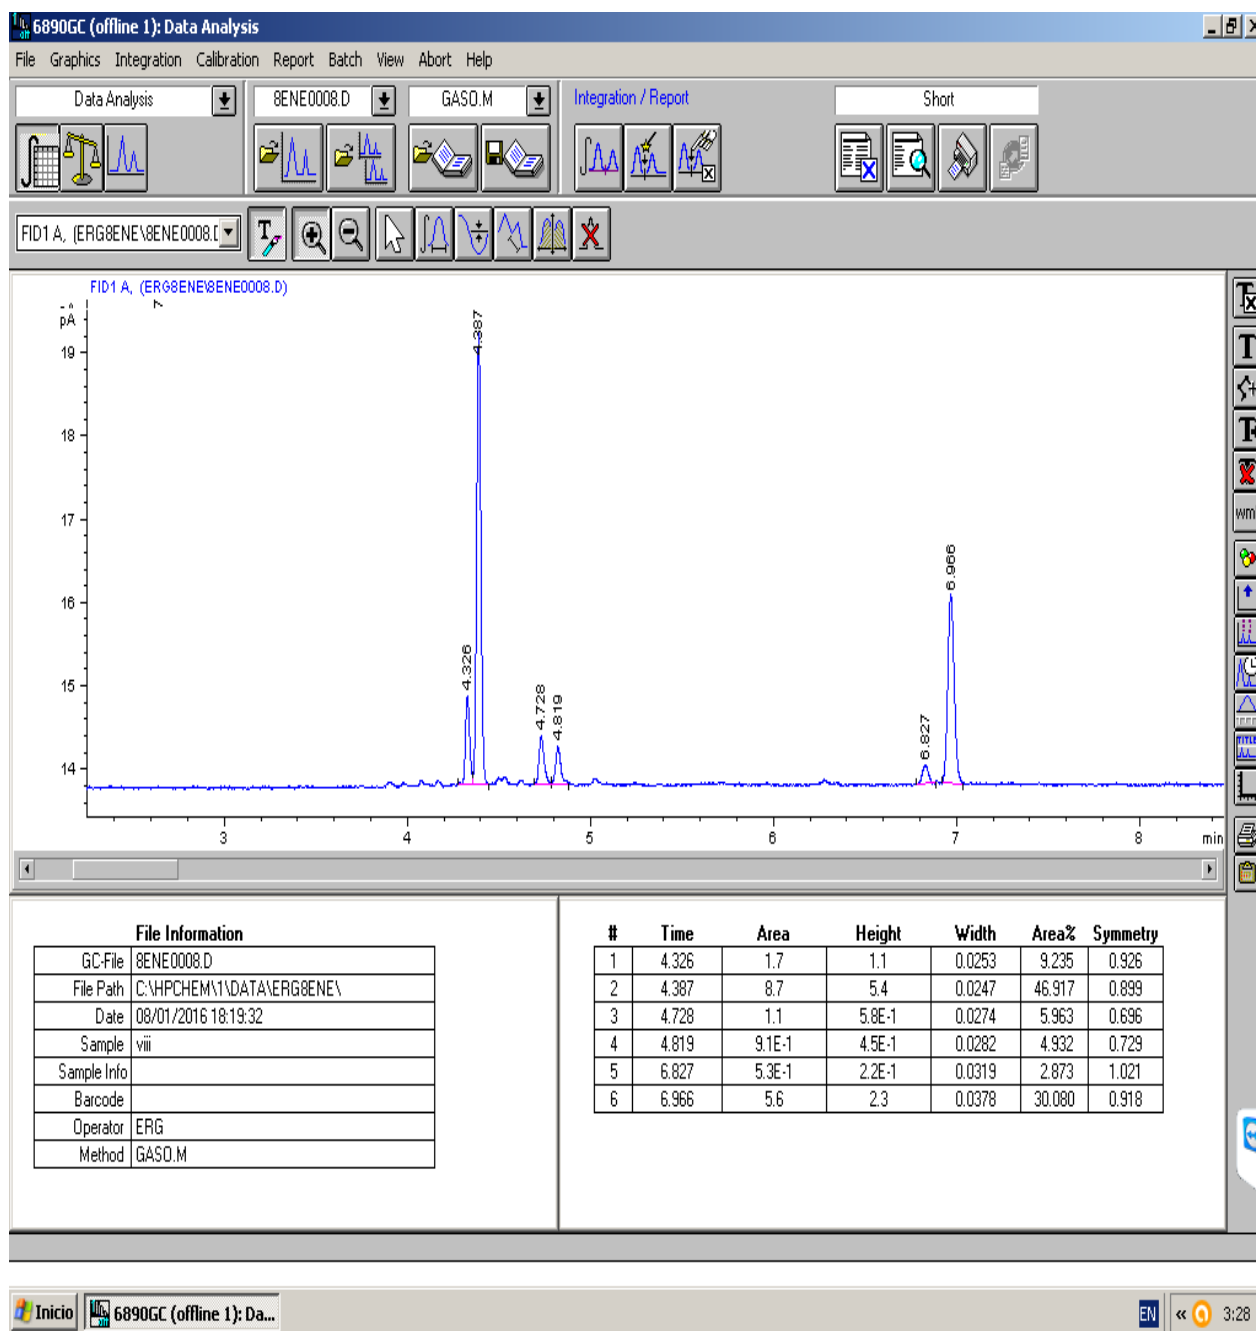 6890GC (offline 1): Data Analysis
File Graphics Integration Calibration Report Batch View Abort Help
Data Analysis 8ENE0008.D GASO.M Integration / Report Short
FID1 A, (ERG8ENE\8ENE0008.D
FID1 A, (ERG8ENE\8ENE0008.D)
pA
19
18
17
16
15
14
4.326
4.387
4.728
4.819
6.827
6.966
3 4 5 6 7 8 min
File Information
GC-File 8ENE0008.D
File Path C:\HPCHEM\1\DATA\ERG8ENE\
Date 08/01/2016 18:19:32
Sample viii
Sample Info
Barcode
Operator ERG
Method GASO.M
# Time Area Height Width Area% Symmetry
1 4.326 1.7 1.1 0.0253 9.235 0.926
2 4.387 8.7 5.4 0.0247 46.917 0.899
3 4.728 1.1 5.8E-1 0.0274 5.963 0.696
4 4.819 9.1E-1 4.5E-1 0.0282 4.932 0.729
5 6.827 5.3E-1 2.2E-1 0.0319 2.873 1.021
6 6.966 5.6 2.3 0.0378 30.080 0.918
Inicio 6890GC (offline 1): Da... EN « 3:28